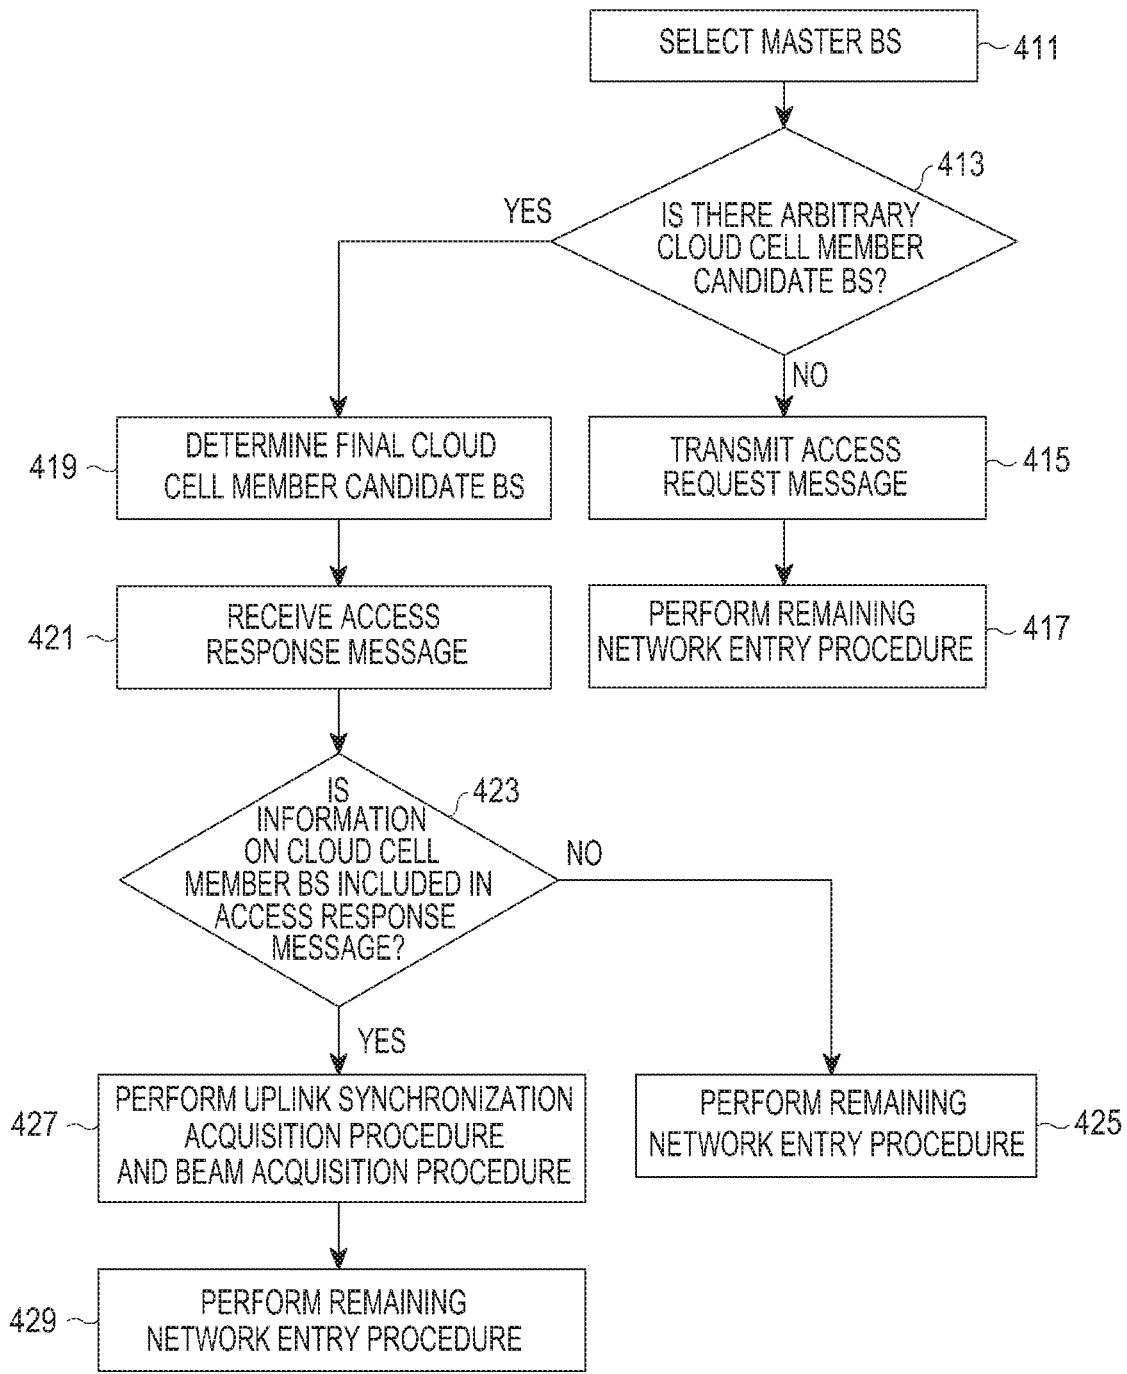 SELECT MASTER BS
411
413
YES
IS THERE ARBITRARY
CLOUD CELL MEMBER
CANDIDATE BS?
NO
419
DETERMINE FINAL CLOUD
CELL MEMBER CANDIDATE BS
TRANSMIT ACCESS
REQUEST MESSAGE
415
421
RECEIVE ACCESS
RESPONSE MESSAGE
PERFORM REMAINING
NETWORK ENTRY PROCEDURE
417
423
IS
INFORMATION
ON CLOUD CELL
MEMBER BS INCLUDED IN
ACCESS RESPONSE
MESSAGE?
NO
YES
427
PERFORM UPLINK SYNCHRONIZATION
ACQUISITION PROCEDURE
AND BEAM ACQUISITION PROCEDURE
PERFORM REMAINING
NETWORK ENTRY PROCEDURE
425
429
PERFORM REMAINING
NETWORK ENTRY PROCEDURE